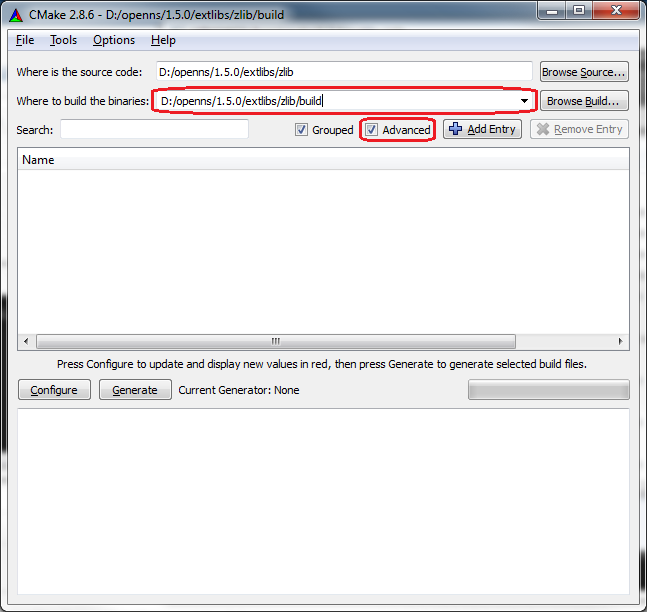 CMake 2.8.6 - D:/openns/1.5.0/extlibs/zlib/build
File Tools Options Help
Where is the source code: D:/openns/1.5.0/extlibs/zlib Browse Source...
Where to build the binaries: D:/openns/1.5.0/extlibs/zlib/build Browse Build...
Search: Grouped Advanced Add Entry Remove Entry
Name
Press Configure to update and display new values in red, then press Generate to generate selected build files.
Configure Generate Current Generator: None